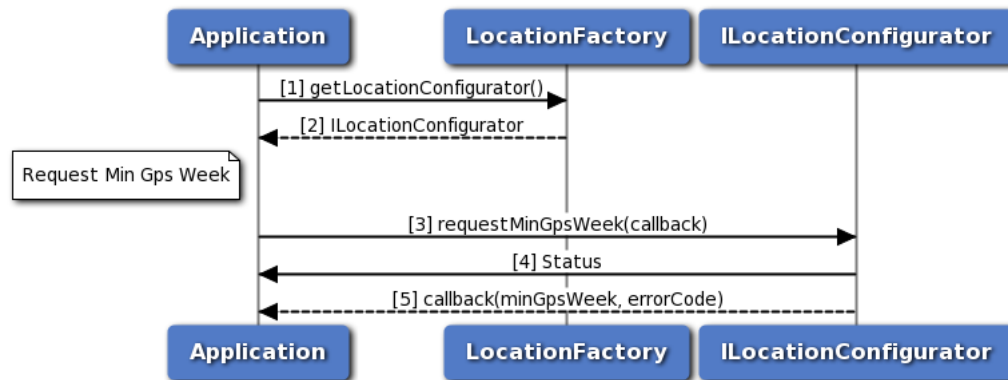 Application LocationFactory ILocationConfigurator
[1] getLocationConfigurator()
[2] ILocationConfigurator
Request Min Gps Week
[3] requestMinGpsWeek(callback)
[4] Status
[5] callback(minGpsWeek, errorCode)
Application LocationFactory ILocationConfigurator